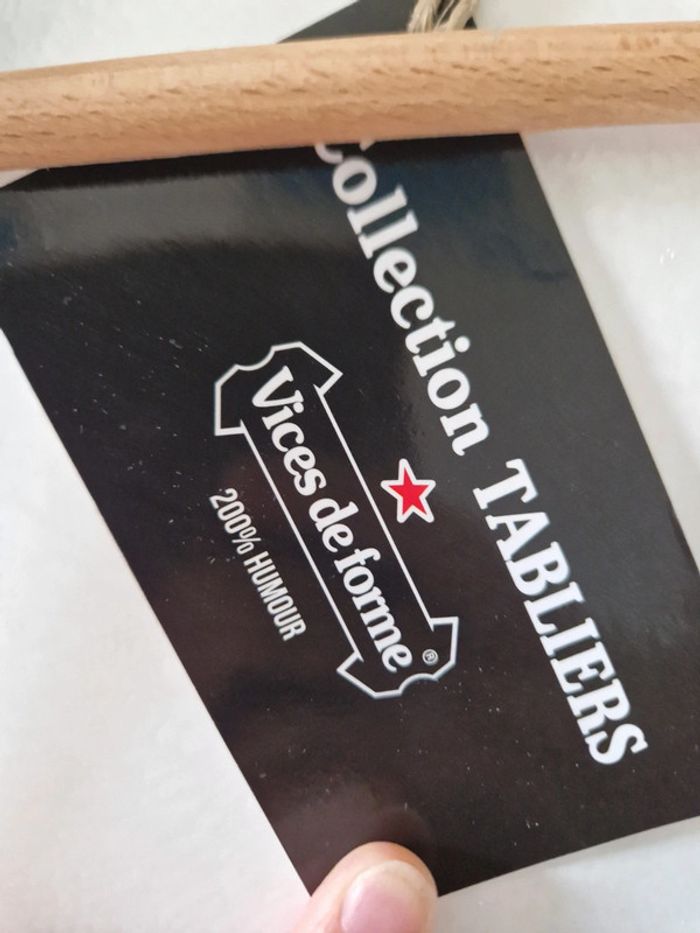 Collection TABLIERS
Vices de forme®
200% HUMOUR